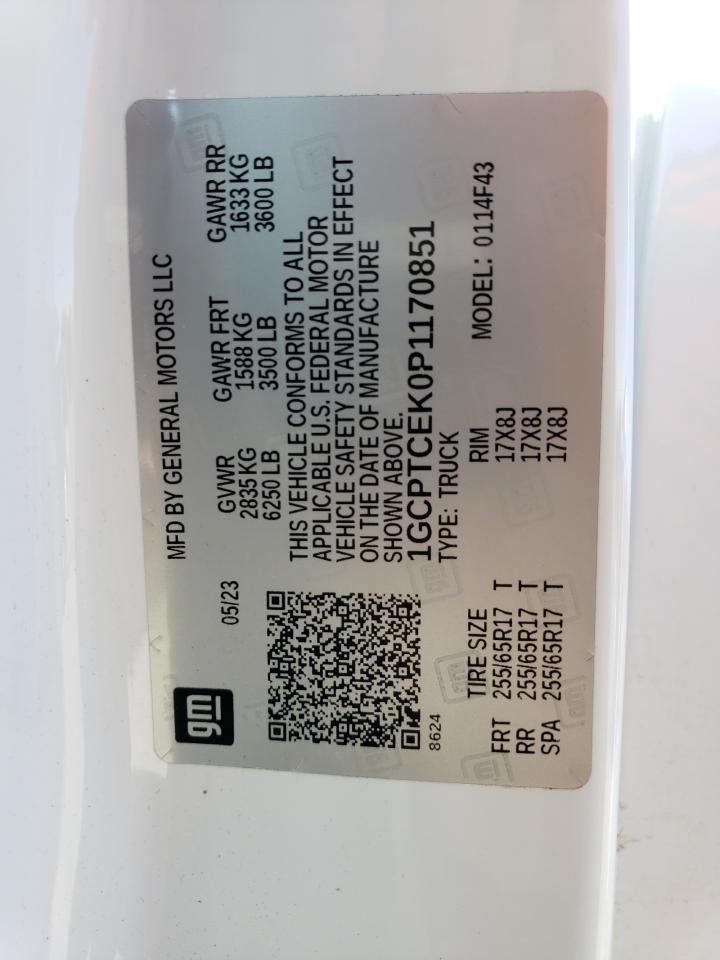 gm
05/23
MFD BY GENERAL MOTORS LLC
GVWR GAWR FRT GAWR RR
2835 KG 1588 KG 1633 KG
6250 LB 3500 LB 3600 LB
THIS VEHICLE CONFORMS TO ALL
APPLICABLE U.S. FEDERAL MOTOR
VEHICLE SAFETY STANDARDS IN EFFECT
ON THE DATE OF MANUFACTURE
SHOWN ABOVE.
1GCPTCEK0P1170851
8624
TYPE: TRUCK MODEL: 0114F43
TIRE SIZE RIM
FRT 255/65R17 T 17X8J
RR 255/65R17 T 17X8J
SPA 255/65R17 T 17X8J